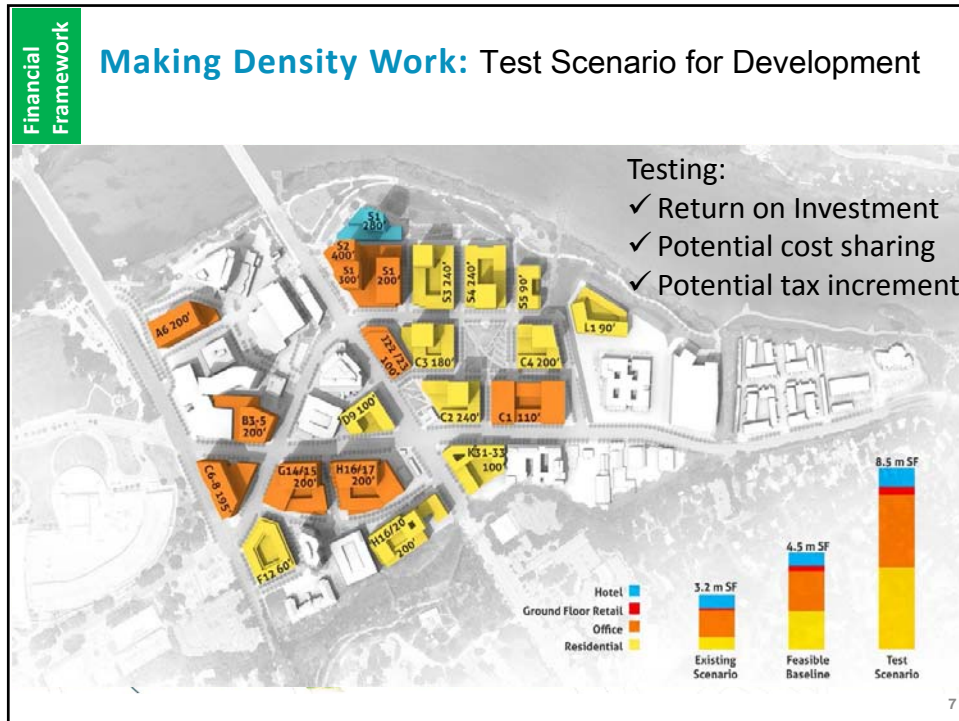 Financial
Framework
Making Density Work: Test Scenario for Development
Testing:
✓ Return on Investment
✓ Potential cost sharing
✓ Potential tax increment
S1
280'
S2
400'
S1
300'
S1
200'
S3 240'
S4 240'
S5 90'
L1 90'
A6 200'
122/23
100'
C3 180'
C4 200'
D9 100'
C2 240'
C1 110'
B3-5
200'
K31-33
100'
C6-8 195'
G14/15
200'
H16/17
200'
H16/20
200'
F12 60'
Hotel
Ground Floor Retail
Office
Residential
3.2 m SF
4.5 m SF
8.5 m SF
Existing
Scenario
Feasible
Baseline
Test
Scenario
7